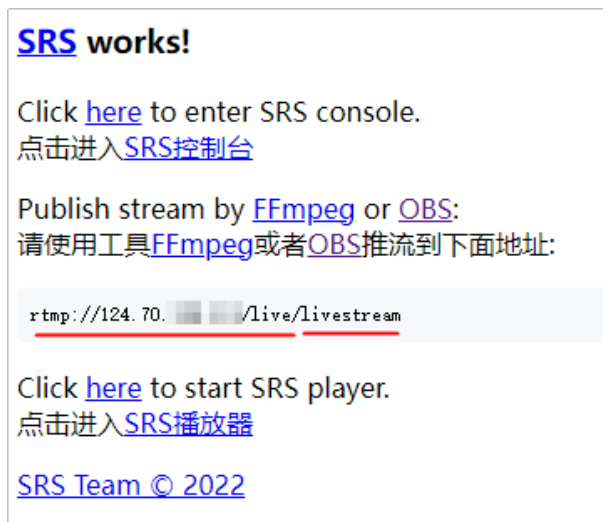 SRS works!
Click here to enter SRS console.
点击进入SRS控制台
Publish stream by FFmpeg or OBS:
请使用工具FFmpeg或者OBS推流到下面地址:
rtmp://124.70. /live/livestream
Click here to start SRS player.
点击进入SRS播放器
SRS Team © 2022